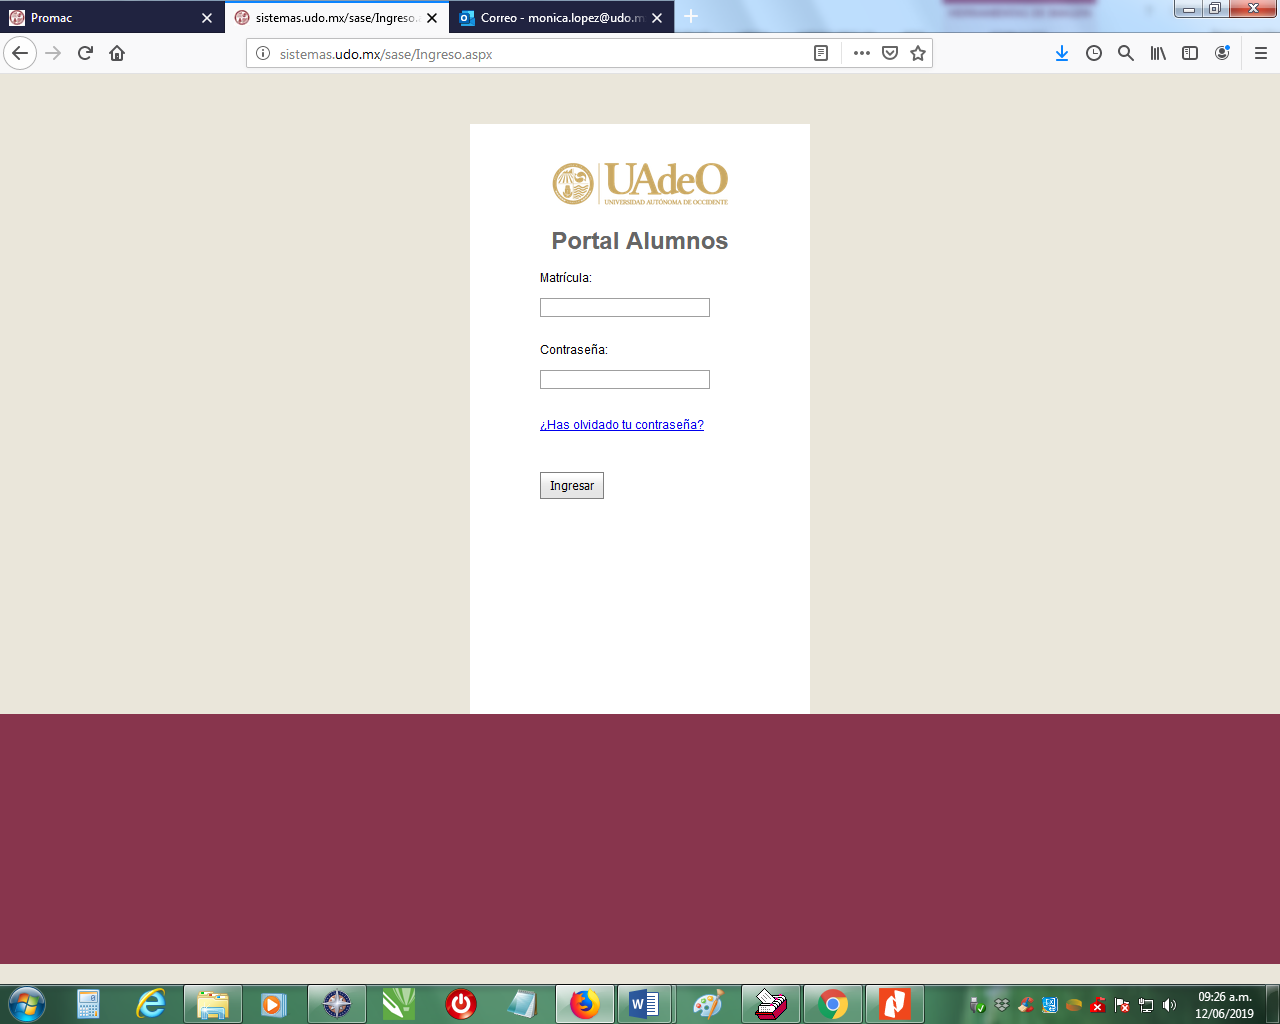 Promac
sistemas.udo.mx/sase/Ingreso.a
Correo - monica.lopez@udo.m
sistemas.udo.mx/sase/Ingreso.aspx
UAdeO
UNIVERSIDAD AUTÓNOMA DE OCCIDENTE
Portal Alumnos
Matrícula:
Contraseña:
¿Has olvidado tu contraseña?
Ingresar
09:26 a.m.
12/06/2019